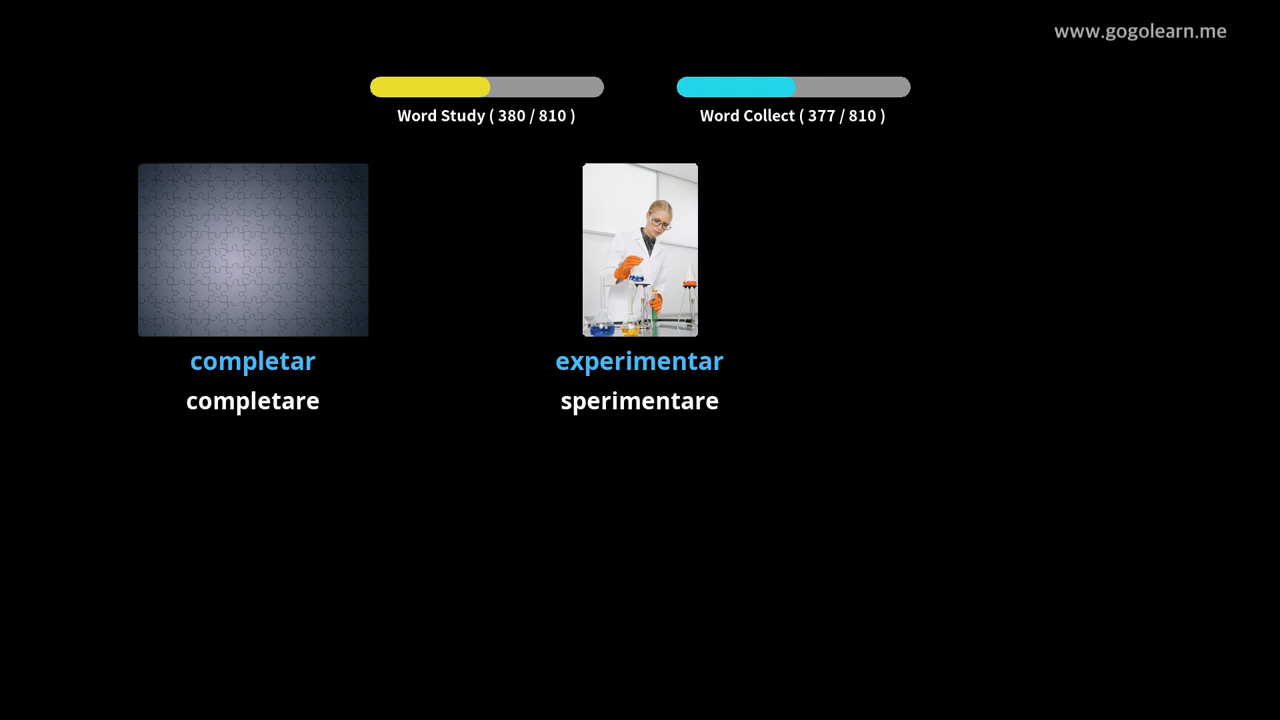 www.gogolearn.me
Word Study ( 380 / 810 )
Word Collect ( 377 / 810 )
completar
completare
experimentar
sperimentare